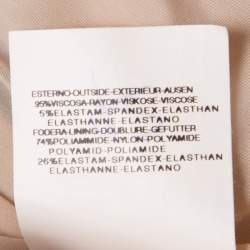 ESTERNO-OUTSIDE-EXTERIEUR-AUSEN
95%VISCOSA-RAYON-VISKOSE-VISCOSE
5%ELASTAM-SPANDEX-ELASTHAN
ELASTHANNE-ELASTANO
FODERA-LINING-DOUBLURE-GEFUTTER
74%POLIAMMIDE-NYLON-POLYAMIDE
POLYAMID-POLIAMIDE
26%ELASTAM-SPANDEX-ELASTHAN
ELASTHANNE-ELASTANO